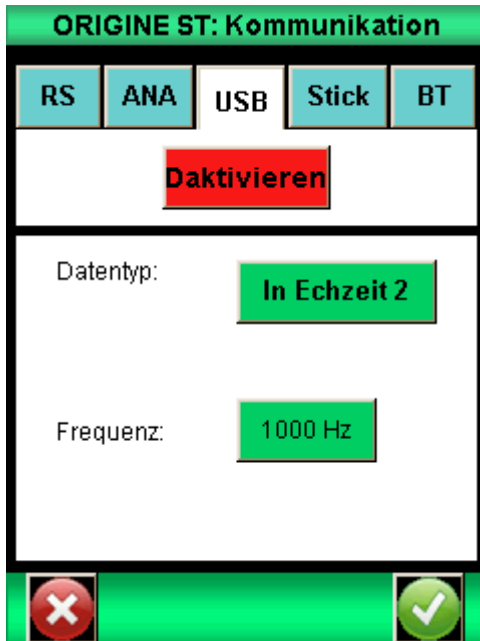 ORIGINE ST: Kommunikation
RS ANA USB Stick BT
Daktivieren
Datentyp: In Echzeit 2
Frequenz: 1000 Hz